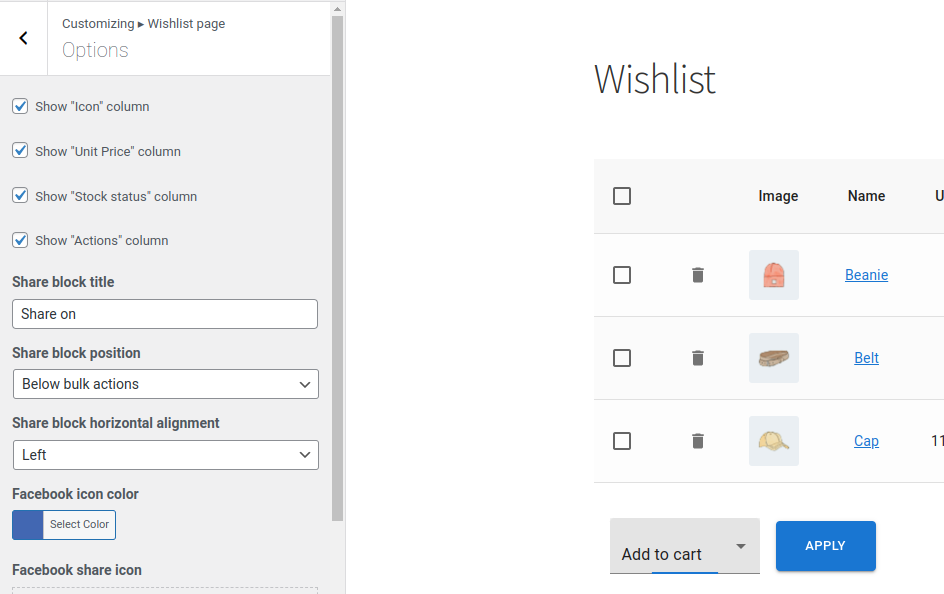 Customizing ▸ Wishlist page
Options
Show "Icon" column
Show "Unit Price" column
Show "Stock status" column
Show "Actions" column
Share block title
Share on
Share block position
Below bulk actions
Share block horizontal alignment
Left
Facebook icon color
Select Color
Facebook share icon
Wishlist
Image Name U
Beanie
Belt
Cap 11
Add to cart
APPLY